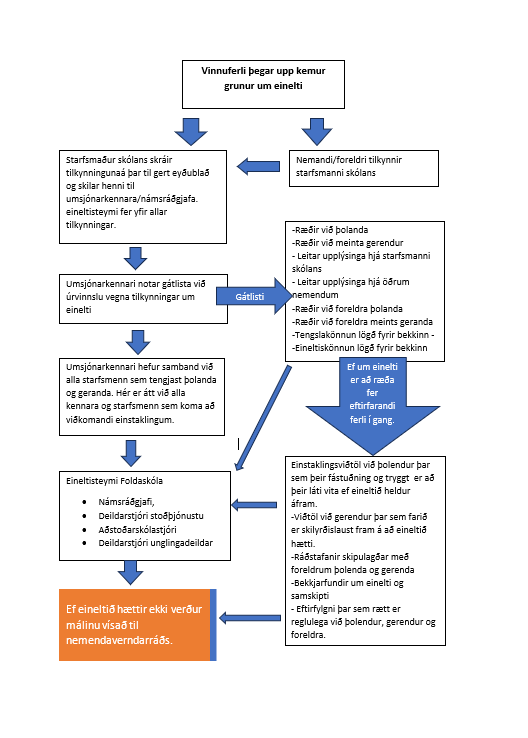 Vinnuferli þegar upp kemur
grunur um einelti
Starfsmaður skólans skráir
tilkynningunaá þar til gert eyðublað
og skilar henni til
umsjónarkennara/námsráðgjafa.
eineltisteymi fer yfir allar
tilkynningar.
Nemandi/foreldri tilkynnir
starfsmanni skólans
Umsjónarkennari notar gátlista við
úrvinnslu vegna tilkynningar um
einelti
Gátlisti
-Ræðir við þolanda
-Ræðir við meinta gerendur
- Leitar upplýsinga hjá starfsmanni
skólans
- Leitar upplýsinga hjá öðrum
nemendum
-Ræðir við foreldra þolanda
-Ræðir við foreldra meints geranda
-Tengslakönnun lögð fyrir bekkinn -
-Eineltiskönnun lögð fyrir bekkinn
Umsjónarkennari hefur samband við
alla starfsmenn sem tengjast þolanda
og geranda. Hér er átt við alla
kennara og starfsmenn sem koma að
viðkomandi einstaklingum.
Ef um einelti
er að ræða
fer
eftirfarandi
ferli í gang.
Eineltisteymi Foldaskóla
• Námsráðgjafi,
• Deildarstjóri stoðþjónustu
• Aðstoðarskólastjóri
• Deildarstjóri unglingadeildar
Einstaklingsviðtöl við þolendur þar
sem þeir fástuðning og tryggt er að
þeir láti vita ef eineltið heldur
áfram.
-Viðtöl við gerendur þar sem farið
er skilyrðislaust fram á að eineltið
hætti.
-Ráðstafanir skipulagðar með
foreldrum þolenda og gerenda
-Bekkjarfundir um einelti og
samskipti
- Eftirfylgni þar sem rætt er
reglulega við þolendur, gerendur og
foreldra.
Ef eineltið hættir ekki verður
málinu vísað til
nemendaverndarráðs.